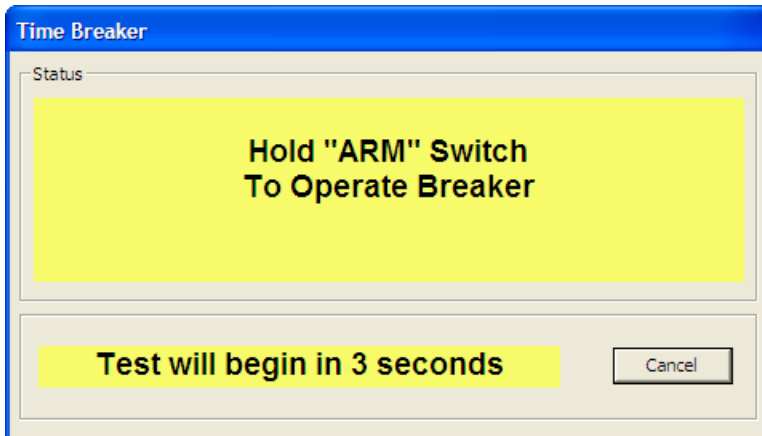 Time Breaker
Status
Hold "ARM" Switch
To Operate Breaker
Test will begin in 3 seconds
Cancel